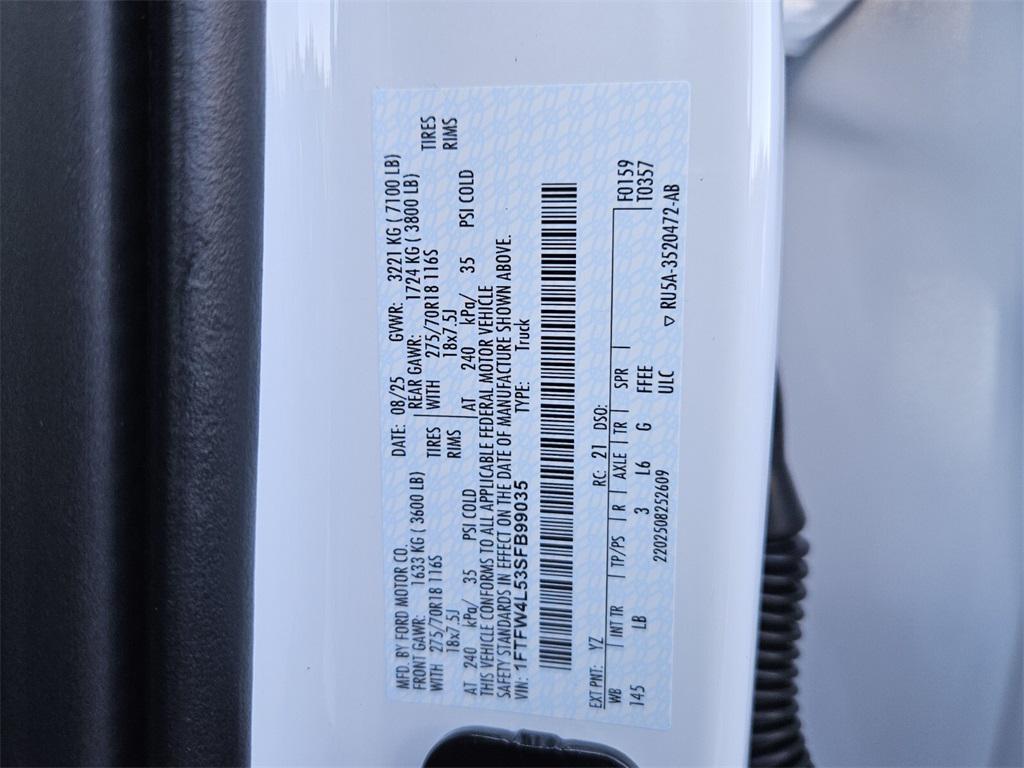 MFD. BY FORD MOTOR CO. DATE: 08/25 GVWR: 3221 KG ( 7100 LB)
FRONT GAWR: 1633 KG ( 3600 LB) REAR GAWR: 1724 KG ( 3800 LB)
WITH 275/70R18 116S TIRES WITH 275/70R18 116S TIRES
18x7.5J RIMS 18x7.5J RIMS
AT 240 kPa/ 35 PSI COLD AT 240 kPa/ 35 PSI COLD
THIS VEHICLE CONFORMS TO ALL APPLICABLE FEDERAL MOTOR VEHICLE
SAFETY STANDARDS IN EFFECT ON THE DATE OF MANUFACTURE SHOWN ABOVE.
VIN: 1FTFW4L53SFB99035 TYPE: Truck
EXT PNT: YZ RC: 21 DSO: F0159
WB INT TR TP/PS R AXLE TR SPR T0357
145 LB 3 L6 G FFEE
2202508252609 ULC ▽ RU5A-3520472-AB